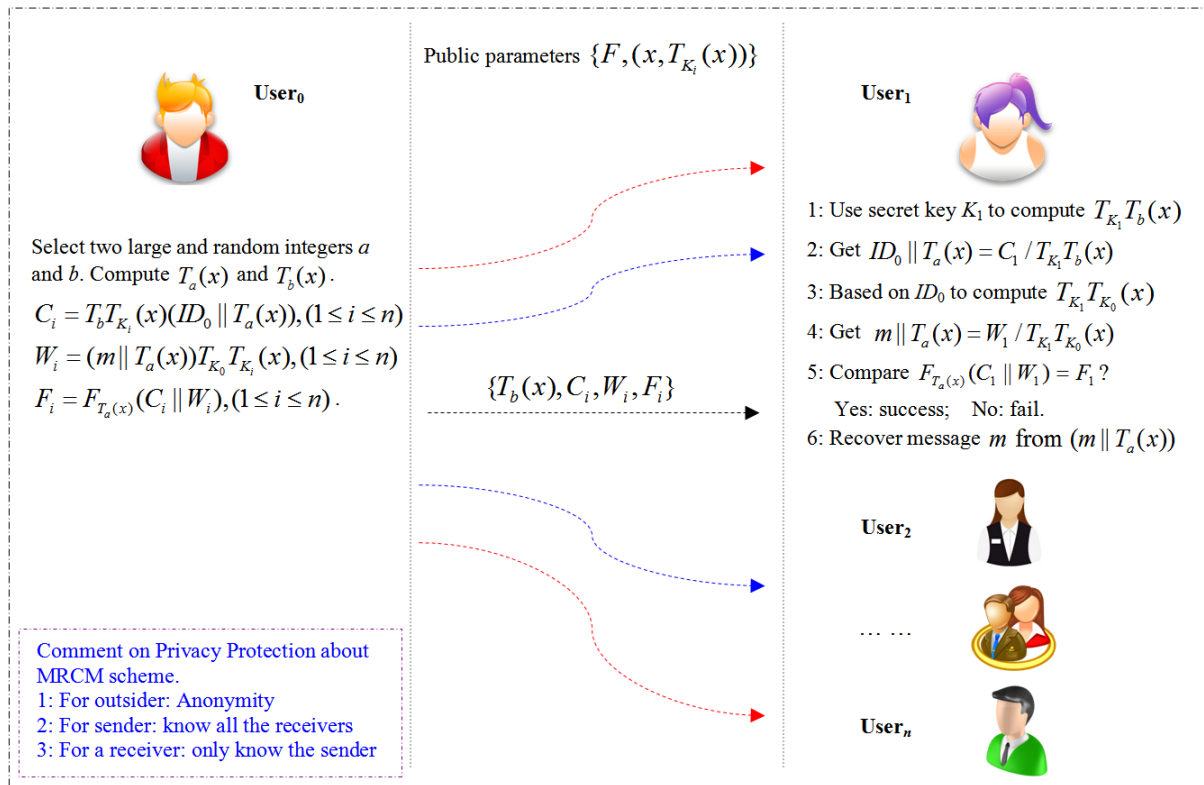 Public parameters {F,(x,T_{K_i}(x))}
User₀
User₁
Select two large and random integers a
and b. Compute T_a(x) and T_b(x).
C_i = T_bT_{K_i}(x)(ID_0 || T_a(x)),(1≤i≤n)
W_i = (m || T_a(x))T_{K_0}T_{K_i}(x),(1≤i≤n)
F_i = F_{T_a(x)}(C_i || W_i),(1≤i≤n).
{T_b(x),C_i,W_i,F_i}
1: Use secret key K₁ to compute T_{K_1}T_b(x)
2: Get ID_0 || T_a(x) = C_1 / T_{K_1}T_b(x)
3: Based on ID₀ to compute T_{K_1}T_{K_0}(x)
4: Get m || T_a(x) = W_1 / T_{K_1}T_{K_0}(x)
5: Compare F_{T_a(x)}(C_1 || W_1) = F_1?
Yes: success; No: fail.
6: Recover message m from (m || T_a(x))
User₂
... ...
Userₙ
Comment on Privacy Protection about
MRCM scheme.
1: For outsider: Anonymity
2: For sender: know all the receivers
3: For a receiver: only know the sender